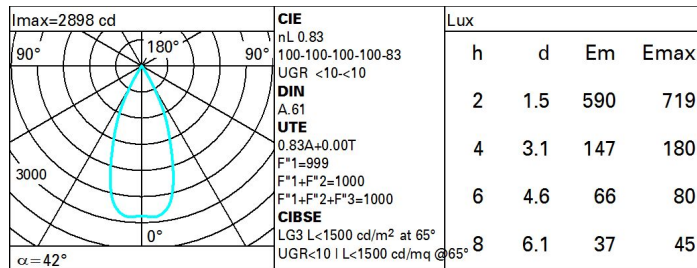 Imax=2898 cd
90° 180° 90°
3000
0°
α=42°
CIE
nL 0.83
100-100-100-100-83
UGR <10-<10
DIN
A.61
UTE
0.83A+0.00T
F"1=999
F"1+F"2=1000
F"1+F"2+F"3=1000
CIBSE
LG3 L<1500 cd/m² at 65°
UGR<10 | L<1500 cd/mq @65°
Lux
h d Em Emax
2 1.5 590 719
4 3.1 147 180
6 4.6 66 80
8 6.1 37 45